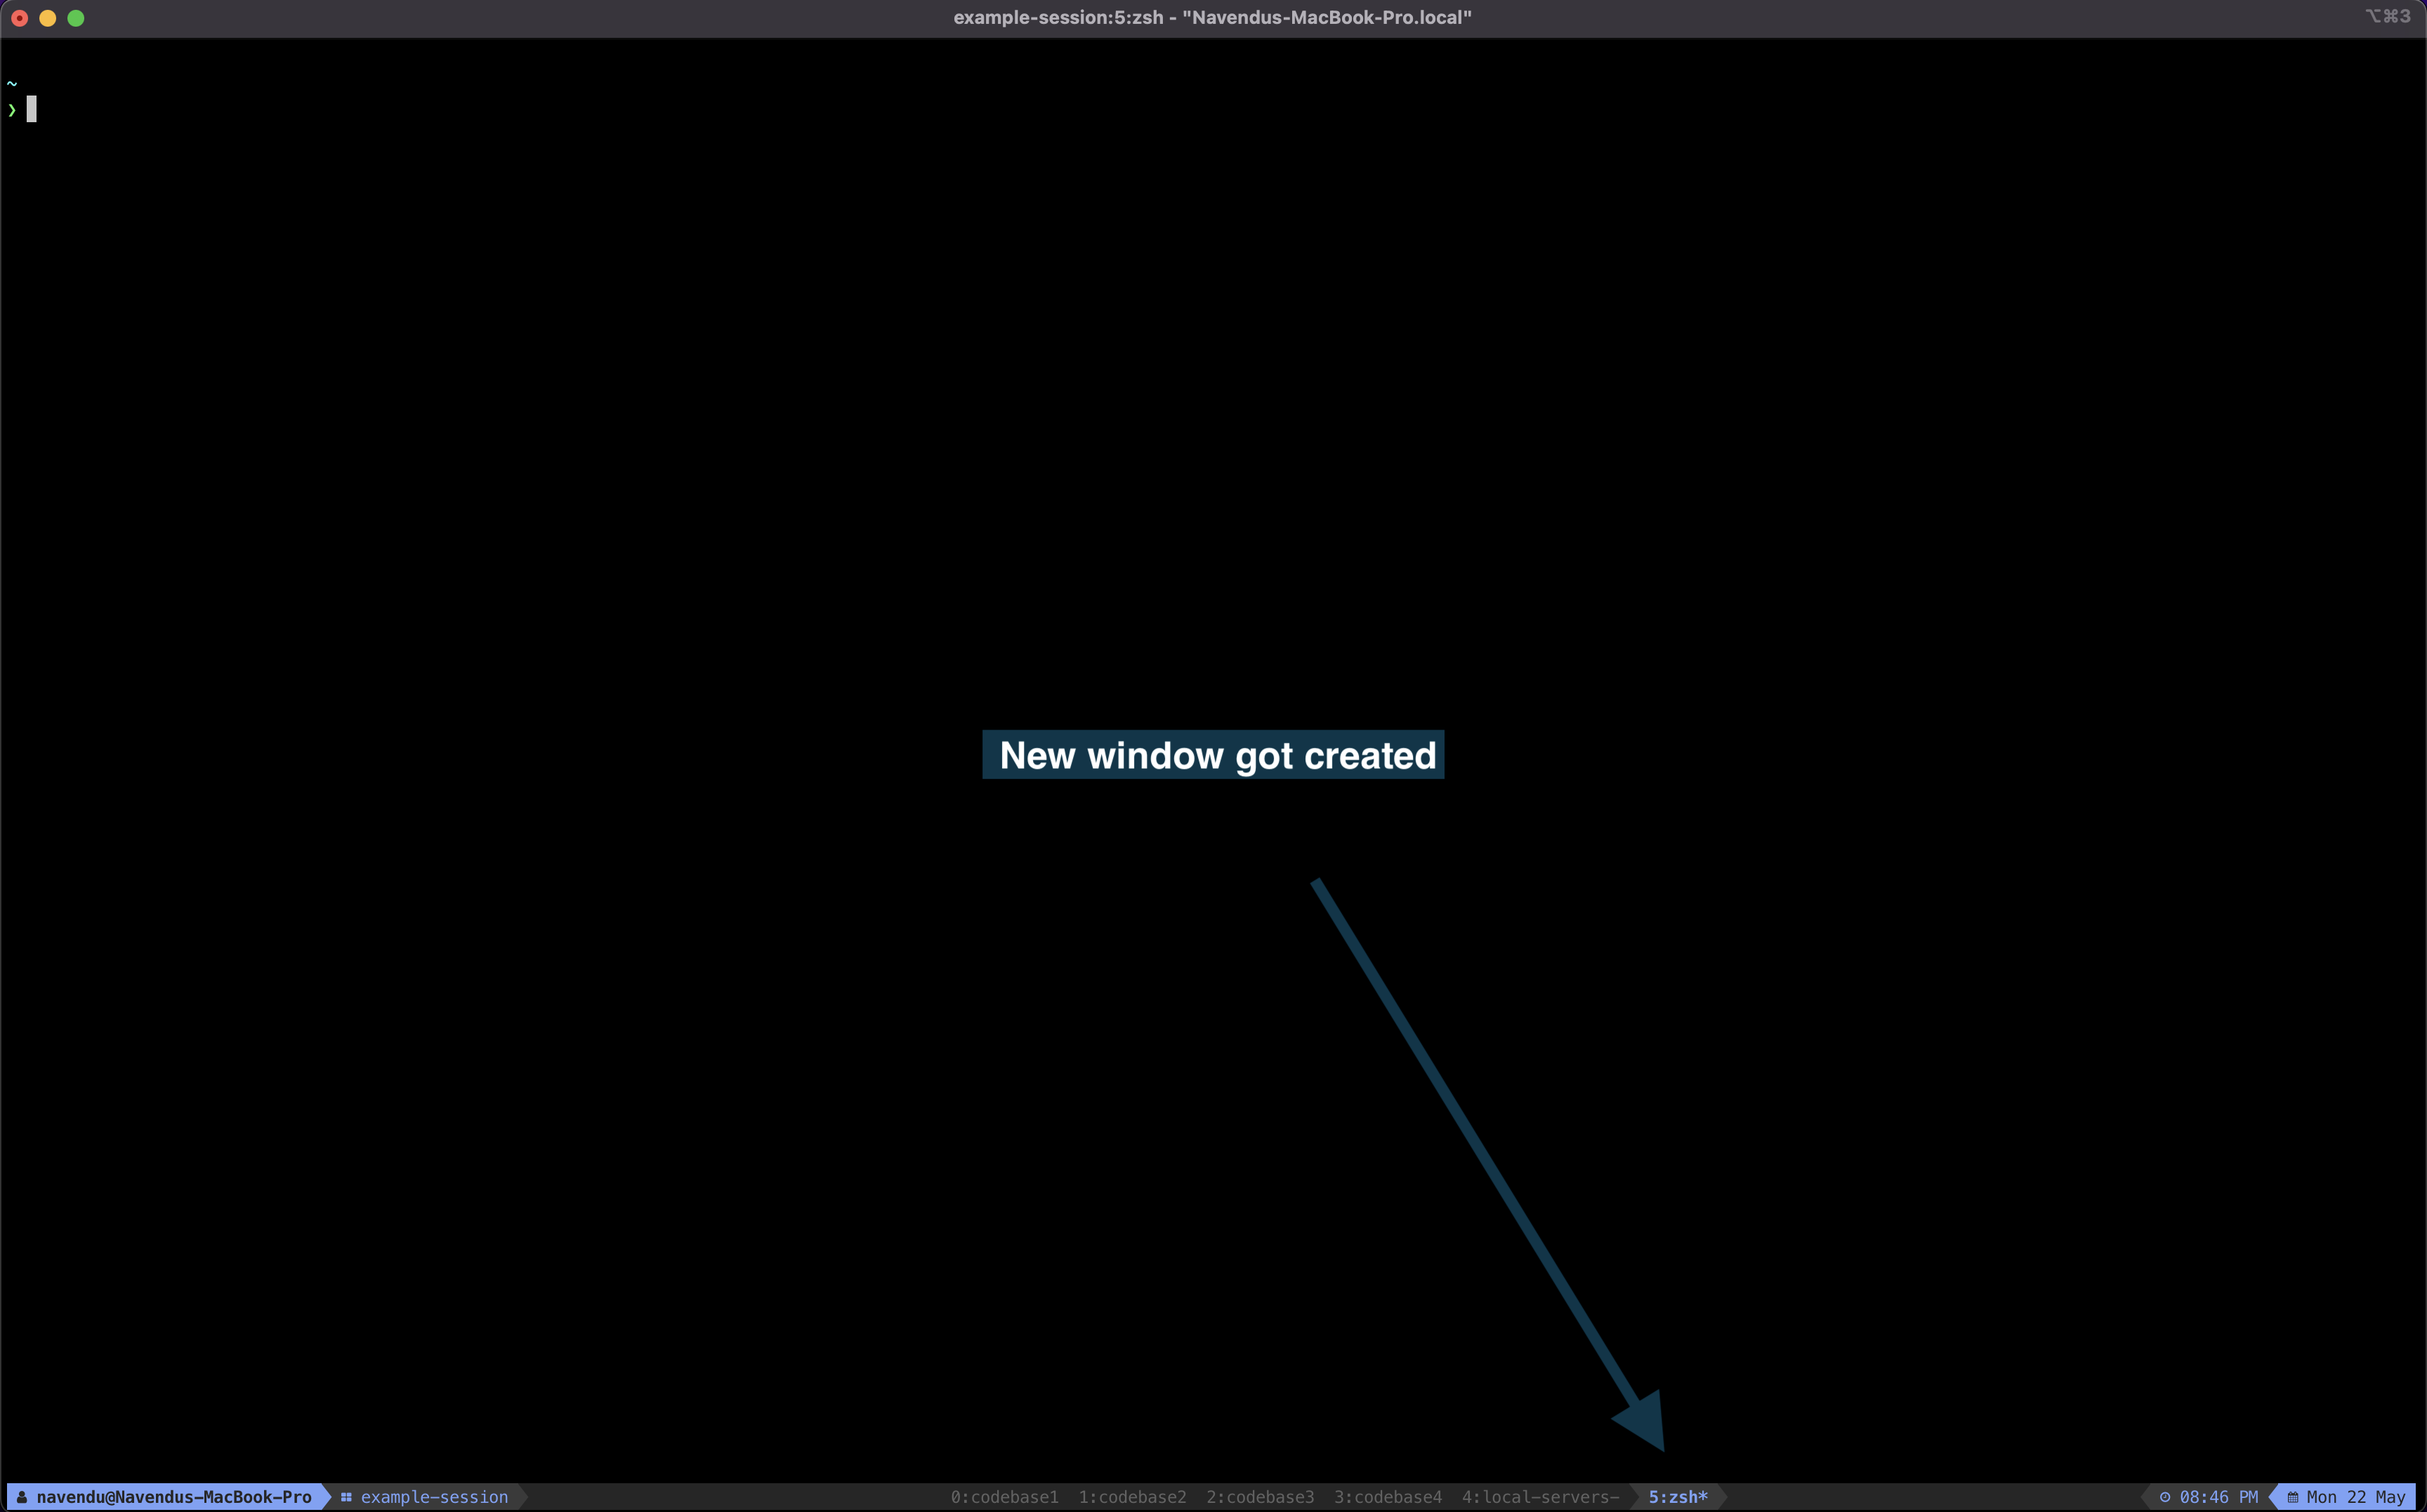 example-session:5:zsh - "Navendus-MacBook-Pro.local"
⌥⌘3
~
❯
New window got created
navendu@Navendus-MacBook-Pro example-session 0:codebase1 1:codebase2 2:codebase3 3:codebase4 4:local-servers- 5:zsh* 08:46 PM Mon 22 May